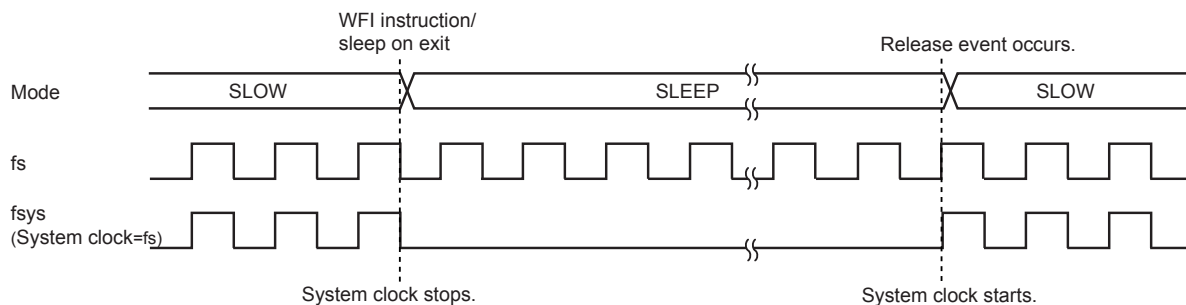 WFI instruction/
sleep on exit
Release event occurs.
Mode
SLOW
SLEEP
SLOW
fs
fsys
(System clock=fs)
System clock stops.
System clock starts.